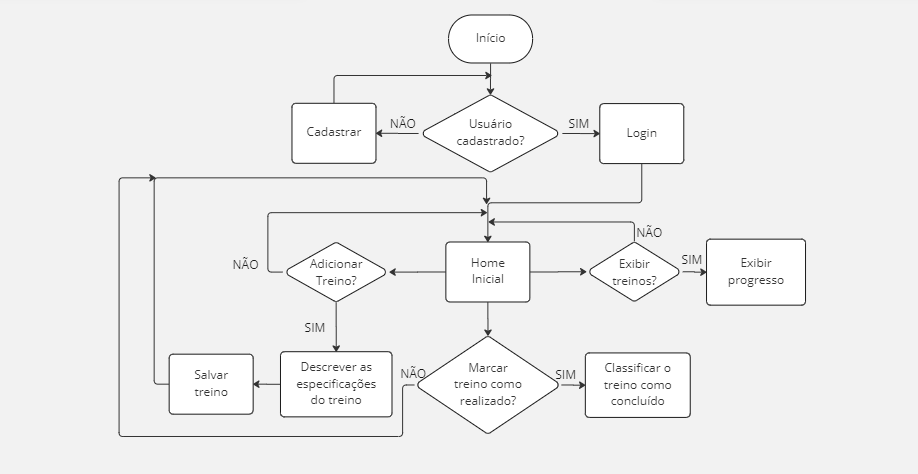 Início
Cadastrar
NÃO
Usuário
cadastrado?
SIM
Login
NÃO
Adicionar
Treino?
Home
Inicial
NÃO
Exibir
treinos?
SIM
Exibir
progresso
SIM
Salvar
treino
Descrever as
especificações
do treino
NÃO
Marcar
treino como
realizado?
SIM
Classificar o
treino como
concluído